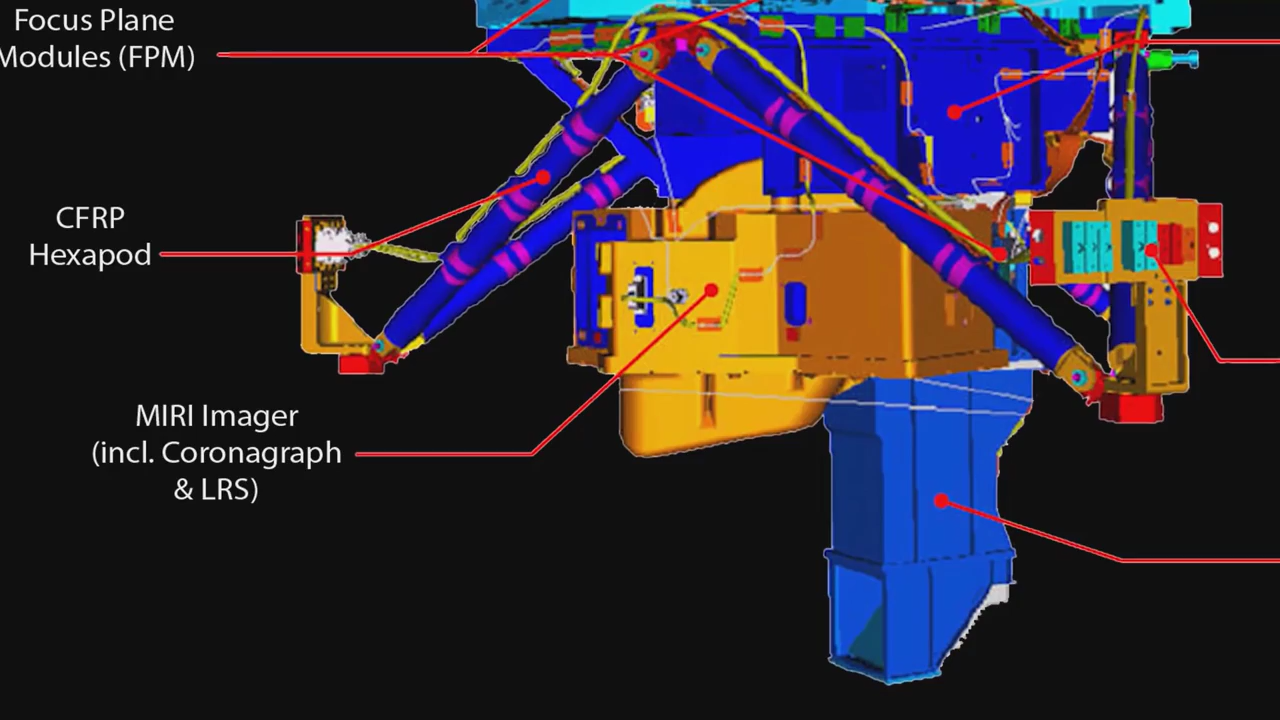 Focus Plane
Modules (FPM)
CFRP
Hexapod
MIRI Imager
(incl. Coronagraph
& LRS)